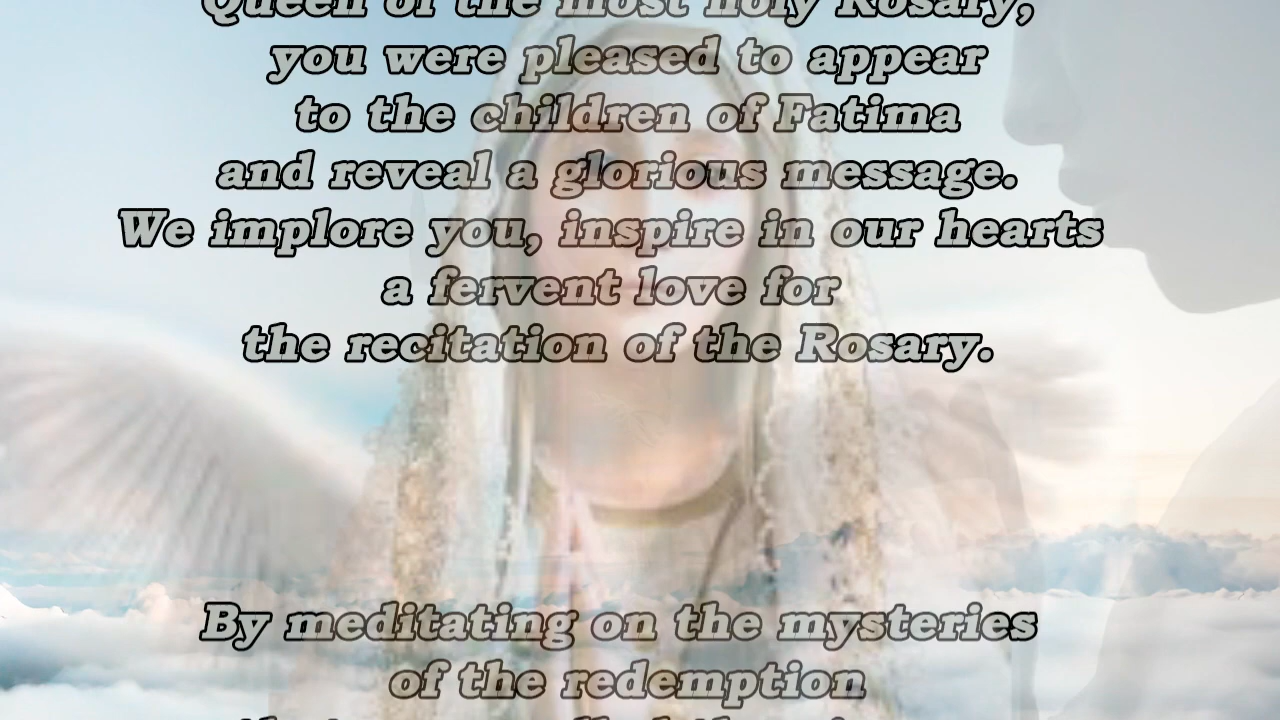 Queen of the most holy Rosary,
you were pleased to appear
to the children of Fatima
and reveal a glorious message.
We implore you, inspire in our hearts
a fervent love for
the recitation of the Rosary.
By meditating on the mysteries
of the redemption